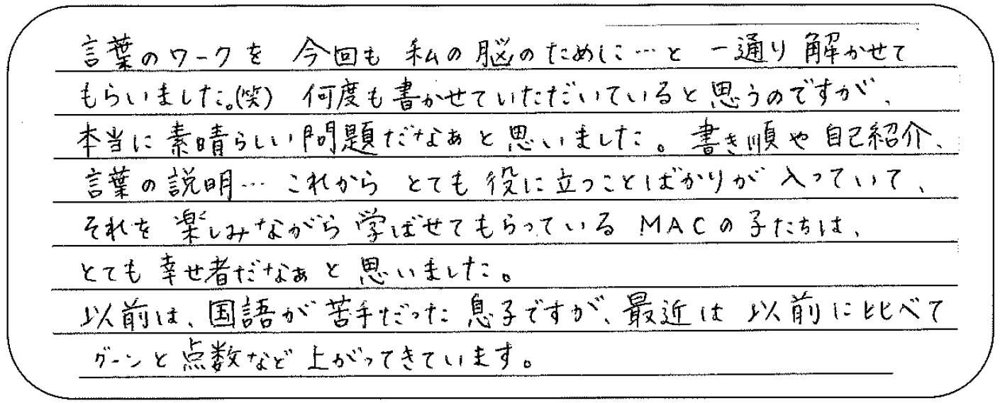 言葉のワークを 今回も 私の脳のために…と 一通り解かせて
もらいました。(笑) 何度も書かせていただいていると思うのですが、
本当に素晴らしい問題だなぁと思いました。書き順や自己紹介、
言葉の説明… これから とても役に立つことばかりが入っていて、
それを楽しみながら学ばせてもらっている MACの子たちは、
とても幸せ者だなぁと思いました。
以前は、国語が苦手だった息子ですが、最近は以前に比べて
グーンと点数など上がってきています。